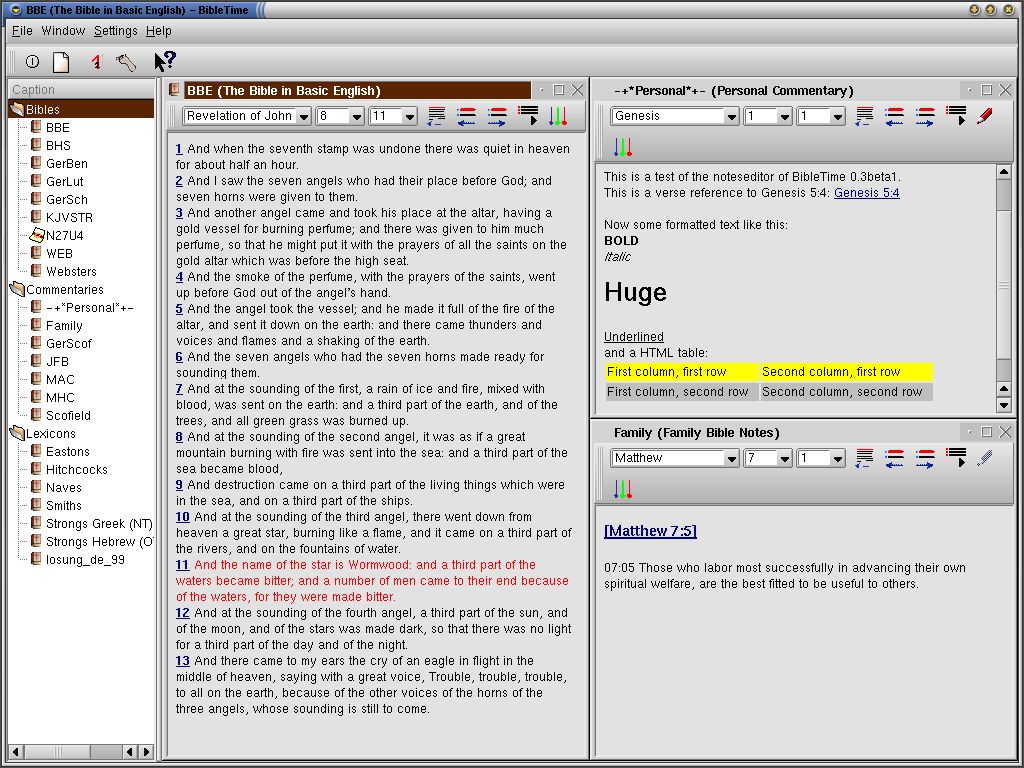 BBE (The Bible in Basic English) - BibleTime
File Window Settings Help
Caption
Bibles
BBE
BHS
GerBen
GerLut
GerSch
KJVSTR
N27U4
WEB
Websters
Commentaries
-+*Personal*+-
Family
GerScof
JFB
MAC
MHC
Scofield
Lexicons
Eastons
Hitchcocks
Naves
Smiths
Strongs Greek (NT)
Strongs Hebrew (O
losung_de_99
BBE (The Bible in Basic English)
Revelation of John 8 11
1 And when the seventh stamp was undone there was quiet in heaven
for about half an hour.
2 And I saw the seven angels who had their place before God; and
seven horns were given to them.
3 And another angel came and took his place at the altar, having a
gold vessel for burning perfume; and there was given to him much
perfume, so that he might put it with the prayers of all the saints on the
gold altar which was before the high seat.
4 And the smoke of the perfume, with the prayers of the saints, went
up before God out of the angel's hand.
5 And the angel took the vessel; and he made it full of the fire of the
altar, and sent it down on the earth: and there came thunders and
voices and flames and a shaking of the earth.
6 And the seven angels who had the seven horns made ready for
sounding them.
7 And at the sounding of the first, a rain of ice and fire, mixed with
blood, was sent on the earth: and a third part of the earth, and of the
trees, and all green grass was burned up.
8 And at the sounding of the second angel, it was as if a great
mountain burning with fire was sent into the sea: and a third part of the
sea became blood,
9 And destruction came on a third part of the living things which were
in the sea, and on a third part of the ships.
10 And at the sounding of the third angel, there went down from
heaven a great star, burning like a flame, and it came on a third part of
the rivers, and on the fountains of water.
11 And the name of the star is Wormwood: and a third part of the
waters became bitter; and a number of men came to their end because
of the waters, for they were made bitter.
12 And at the sounding of the fourth angel, a third part of the sun, and
of the moon, and of the stars was made dark, so that there was no light
for a third part of the day and of the night.
13 And there came to my ears the cry of an eagle in flight in the
middle of heaven, saying with a great voice, Trouble, trouble, trouble,
to all on the earth, because of the other voices of the horns of the
three angels, whose sounding is still to come.
-+*Personal*+- (Personal Commentary)
Genesis 1 1
This is a test of the noteseditor of BibleTime 0.3beta1.
This is a verse reference to Genesis 5:4: Genesis 5:4
Now some formatted text like this:
BOLD
Italic
Huge
Underlined
and a HTML table:
First column, first row Second column, first row
First column, second row Second column, second row
Family (Family Bible Notes)
Matthew 7 1
[Matthew 7:5]
07:05 Those who labor most successfully in advancing their own
spiritual welfare, are the best fitted to be useful to others.